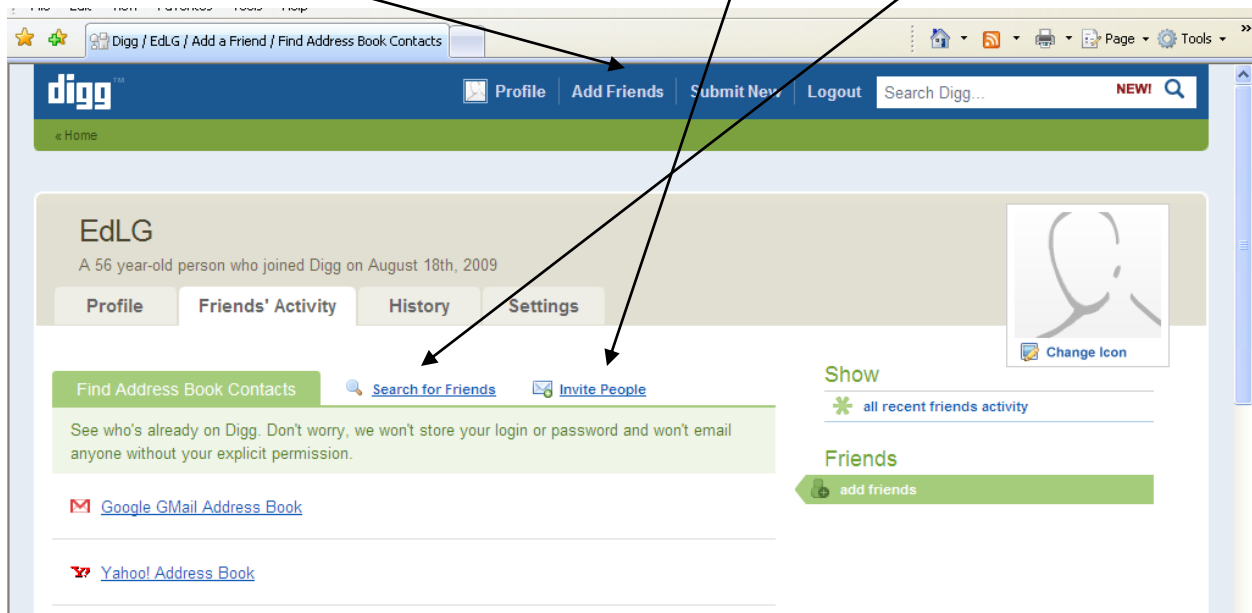 Digg / EdLG / Add a Friend / Find Address Book Contacts
Page
Tools
»
digg™
Profile
Add Friends
Submit New
Logout
Search Digg...
NEW!
« Home
EdLG
A 56 year-old person who joined Digg on August 18th, 2009
Profile
Friends' Activity
History
Settings
Change Icon
Find Address Book Contacts
Search for Friends
Invite People
See who's already on Digg. Don't worry, we won't store your login or password and won't email
anyone without your explicit permission.
Google GMail Address Book
Yahoo! Address Book
Show
all recent friends activity
Friends
add friends